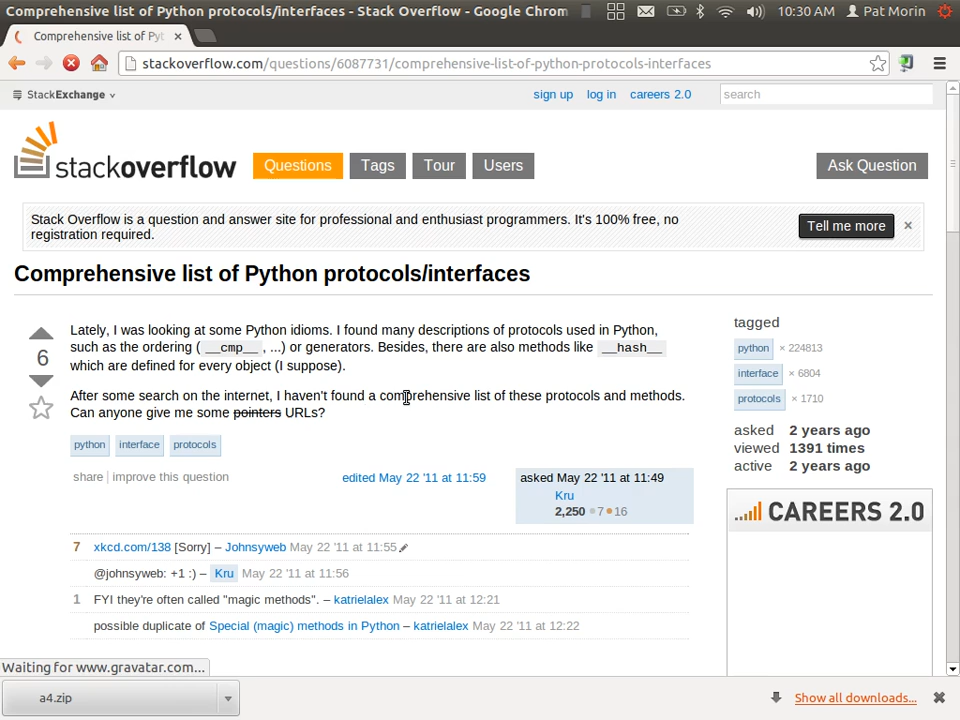 Comprehensive list of Python protocols/interfaces - Stack Overflow - Google Chrom
10:30 AM Pat Morin
Comprehensive list of Pyt ×
stackoverflow.com/questions/6087731/comprehensive-list-of-python-protocols-interfaces
StackExchange sign up log in careers 2.0 search
stackoverflow Questions Tags Tour Users Ask Question
Stack Overflow is a question and answer site for professional and enthusiast programmers. It's 100% free, no
registration required.
Tell me more ×
Comprehensive list of Python protocols/interfaces
6
Lately, I was looking at some Python idioms. I found many descriptions of protocols used in Python,
such as the ordering ( __cmp__ , ...) or generators. Besides, there are also methods like __hash__
which are defined for every object (I suppose).
After some search on the internet, I haven't found a comprehensive list of these protocols and methods.
Can anyone give me some pointers URLs?
python interface protocols
share improve this question edited May 22 '11 at 11:59 asked May 22 '11 at 11:49
Kru
2,250 7 16
7 xkcd.com/138 [Sorry] – Johnsyweb May 22 '11 at 11:55
@johnsyweb: +1 :) – Kru May 22 '11 at 11:56
1 FYI they're often called "magic methods". – katrielalex May 22 '11 at 12:21
possible duplicate of Special (magic) methods in Python – katrielalex May 22 '11 at 12:22
tagged
python × 224813
interface × 6804
protocols × 1710
asked 2 years ago
viewed 1391 times
active 2 years ago
CAREERS 2.0
Waiting for www.gravatar.com...
a4.zip Show all downloads...